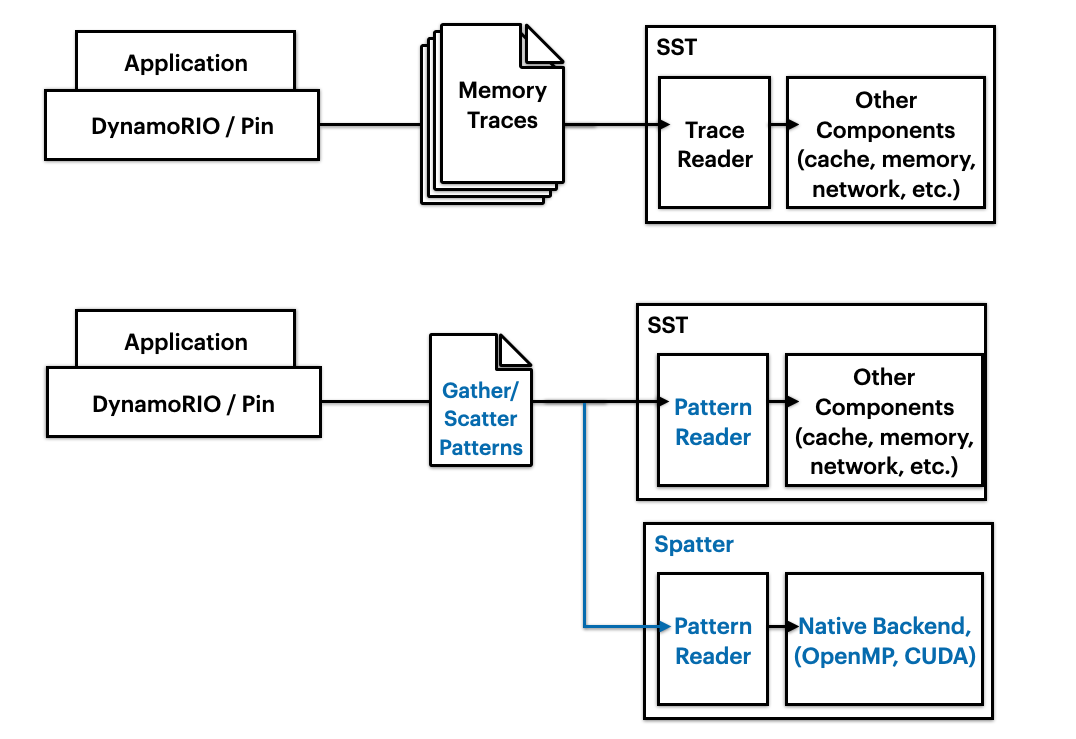 Application
DynamoRIO / Pin
Memory
Traces
SST
Trace
Reader
Other
Components
(cache, memory,
network, etc.)
Application
DynamoRIO / Pin
Gather/
Scatter
Patterns
SST
Pattern
Reader
Other
Components
(cache, memory,
network, etc.)
Spatter
Pattern
Reader
Native Backend,
(OpenMP, CUDA)